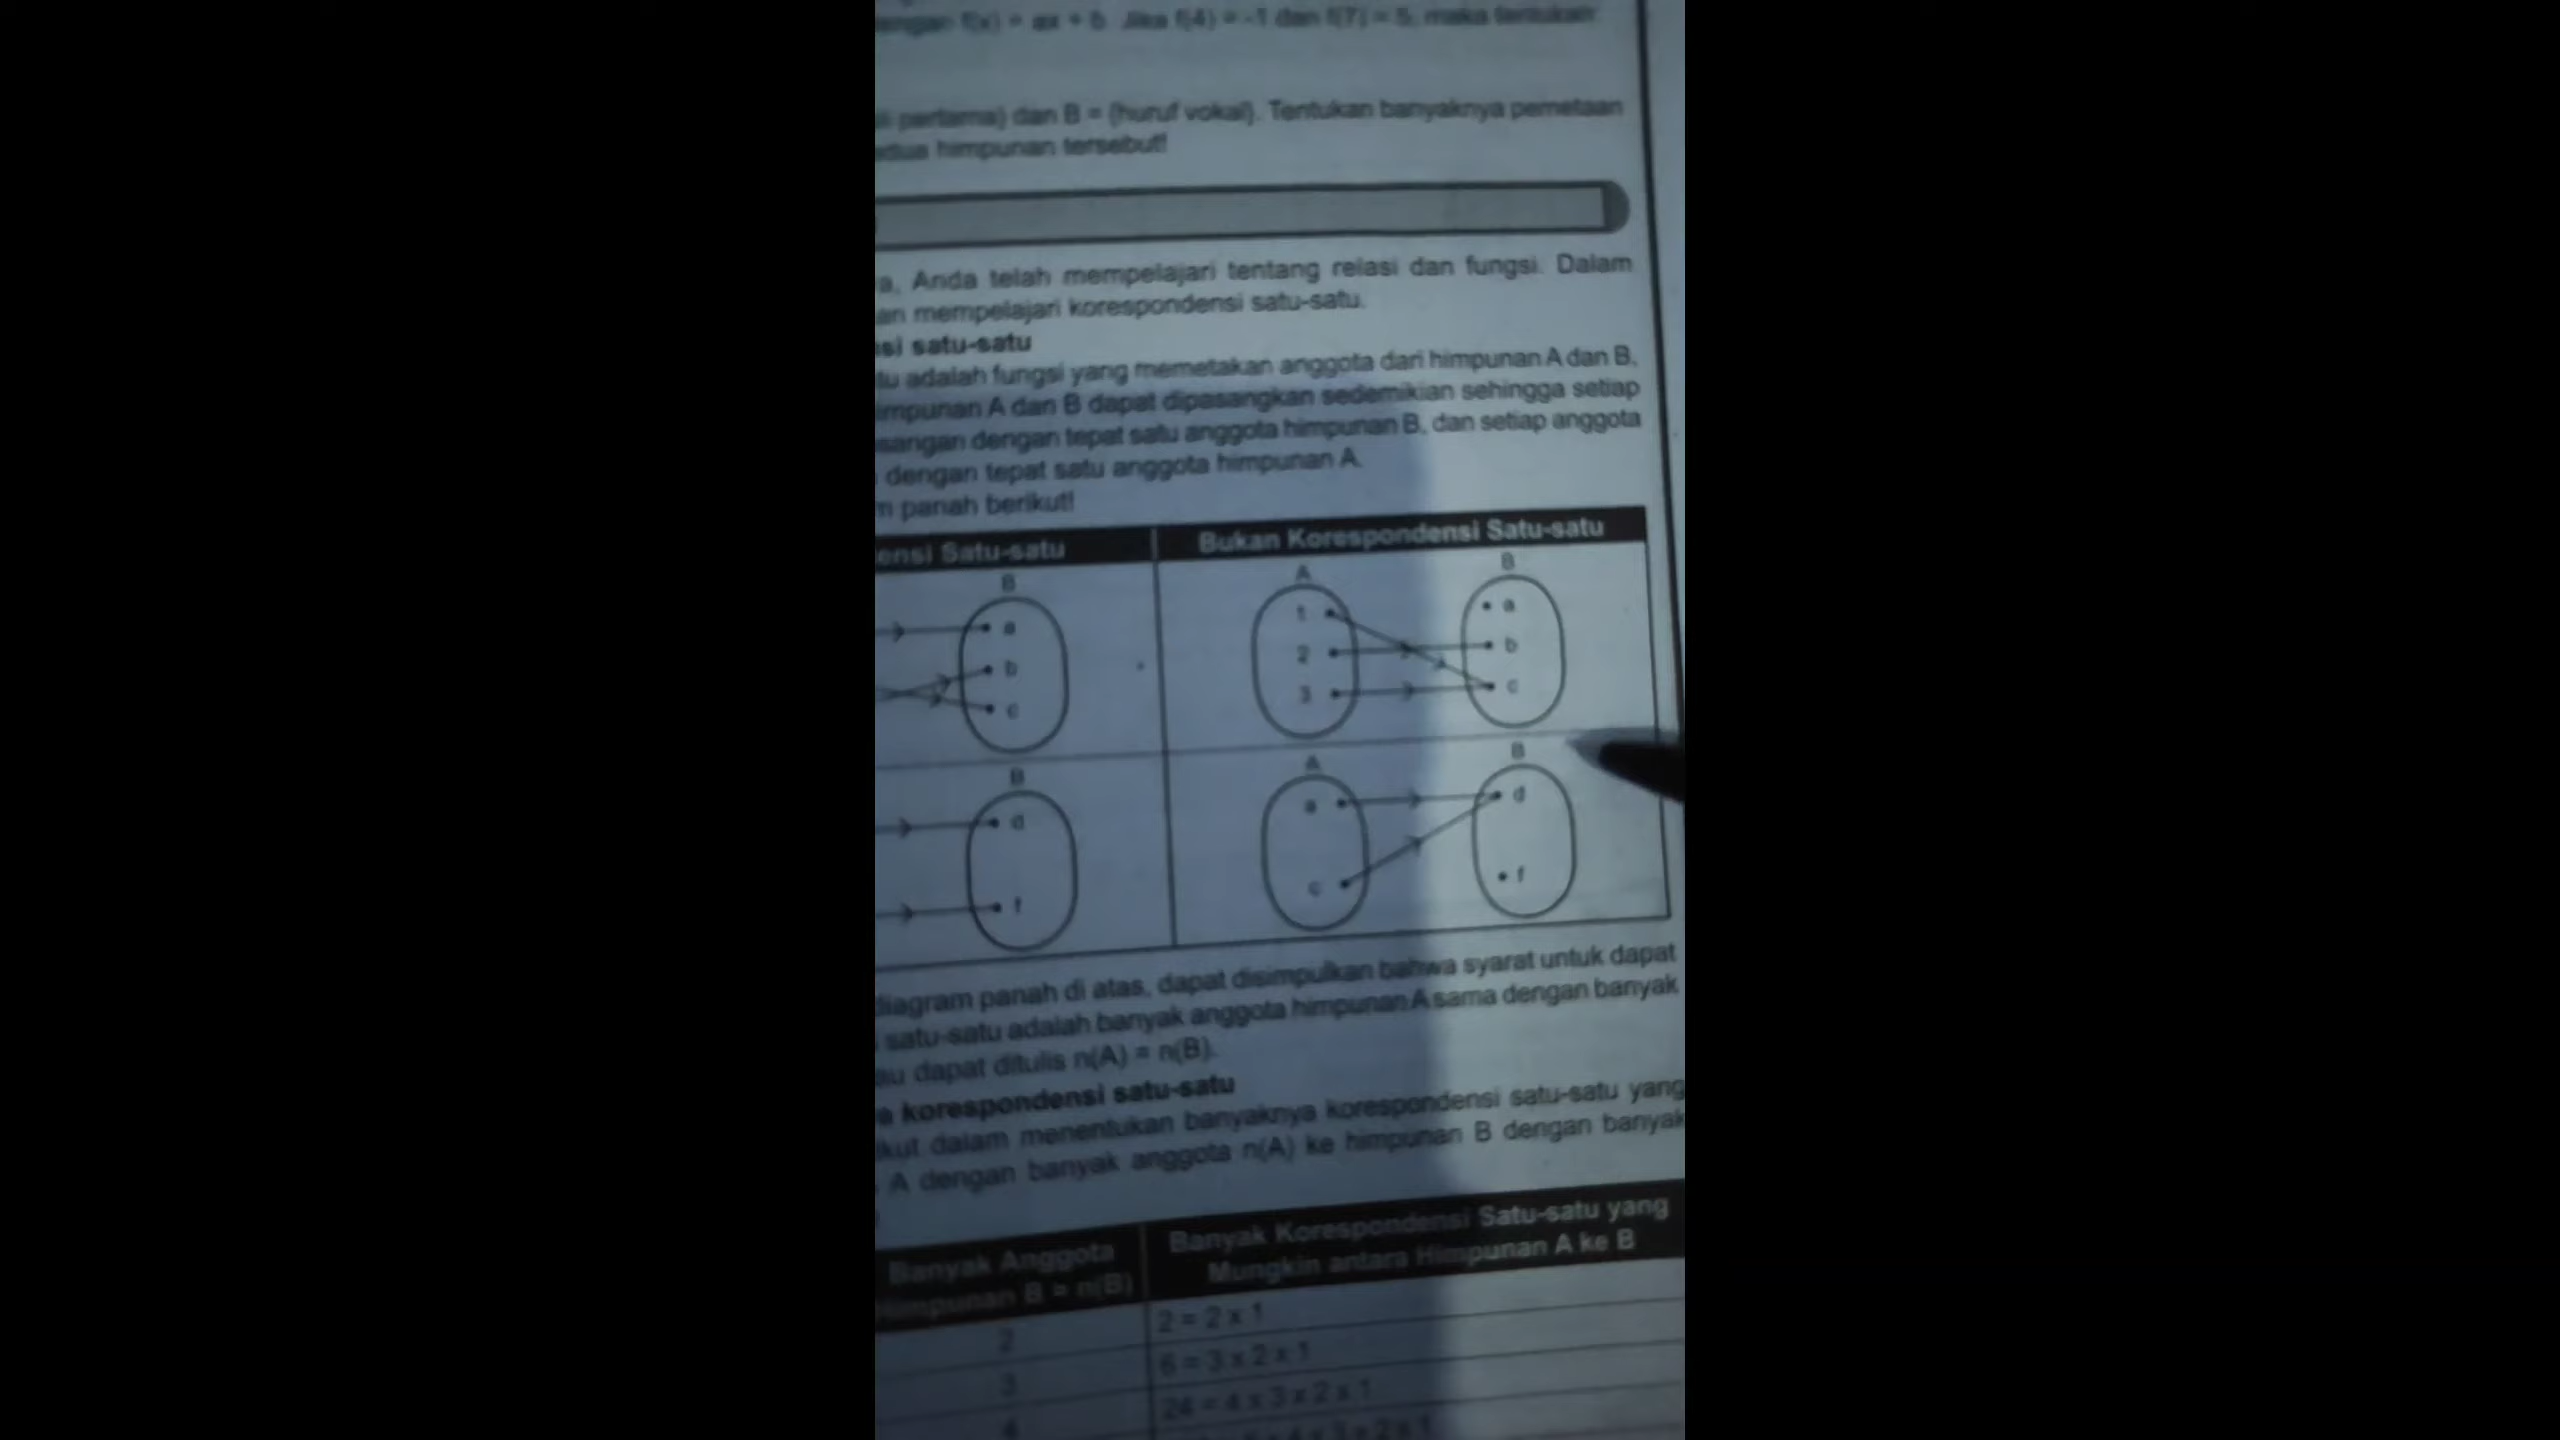 f(x) = ax + b. Jika f(4) = -1 dan f(7) = 5, maka tentukan
pertama} dan B = {huruf vokal}. Tentukan banyaknya pemetaan
himpunan tersebut!
a, Anda telah mempelajari tentang relasi dan fungsi. Dalam
an mempelajari korespondensi satu-satu.
si satu-satu
tu adalah fungsi yang memetakan anggota dari himpunan A dan B,
impunan A dan B dapat dipasangkan sedemikian sehingga setiap
sangan dengan tepat satu anggota himpunan B, dan setiap anggota
dengan tepat satu anggota himpunan A.
m panah berikut!
ensi Satu-satu
Bukan Korespondensi Satu-satu
B
a
b
c
A
1
2
3
B
a
b
c
B
d
f
A
a
c
B
d
f
diagram panah di atas, dapat disimpulkan bahwa syarat untuk dapat
satu-satu adalah banyak anggota himpunan A sama dengan banyak
au dapat ditulis n(A) = n(B).
a korespondensi satu-satu
ikut dalam menentukan banyaknya korespondensi satu-satu yang
A dengan banyak anggota n(A) ke himpunan B dengan banyak
Banyak Anggota
Himpunan B = n(B)
Banyak Korespondensi Satu-satu yang
Mungkin antara Himpunan A ke B
2
2 = 2 x 1
3
6 = 3 x 2 x 1
4
24 = 4 x 3 x 2 x 1